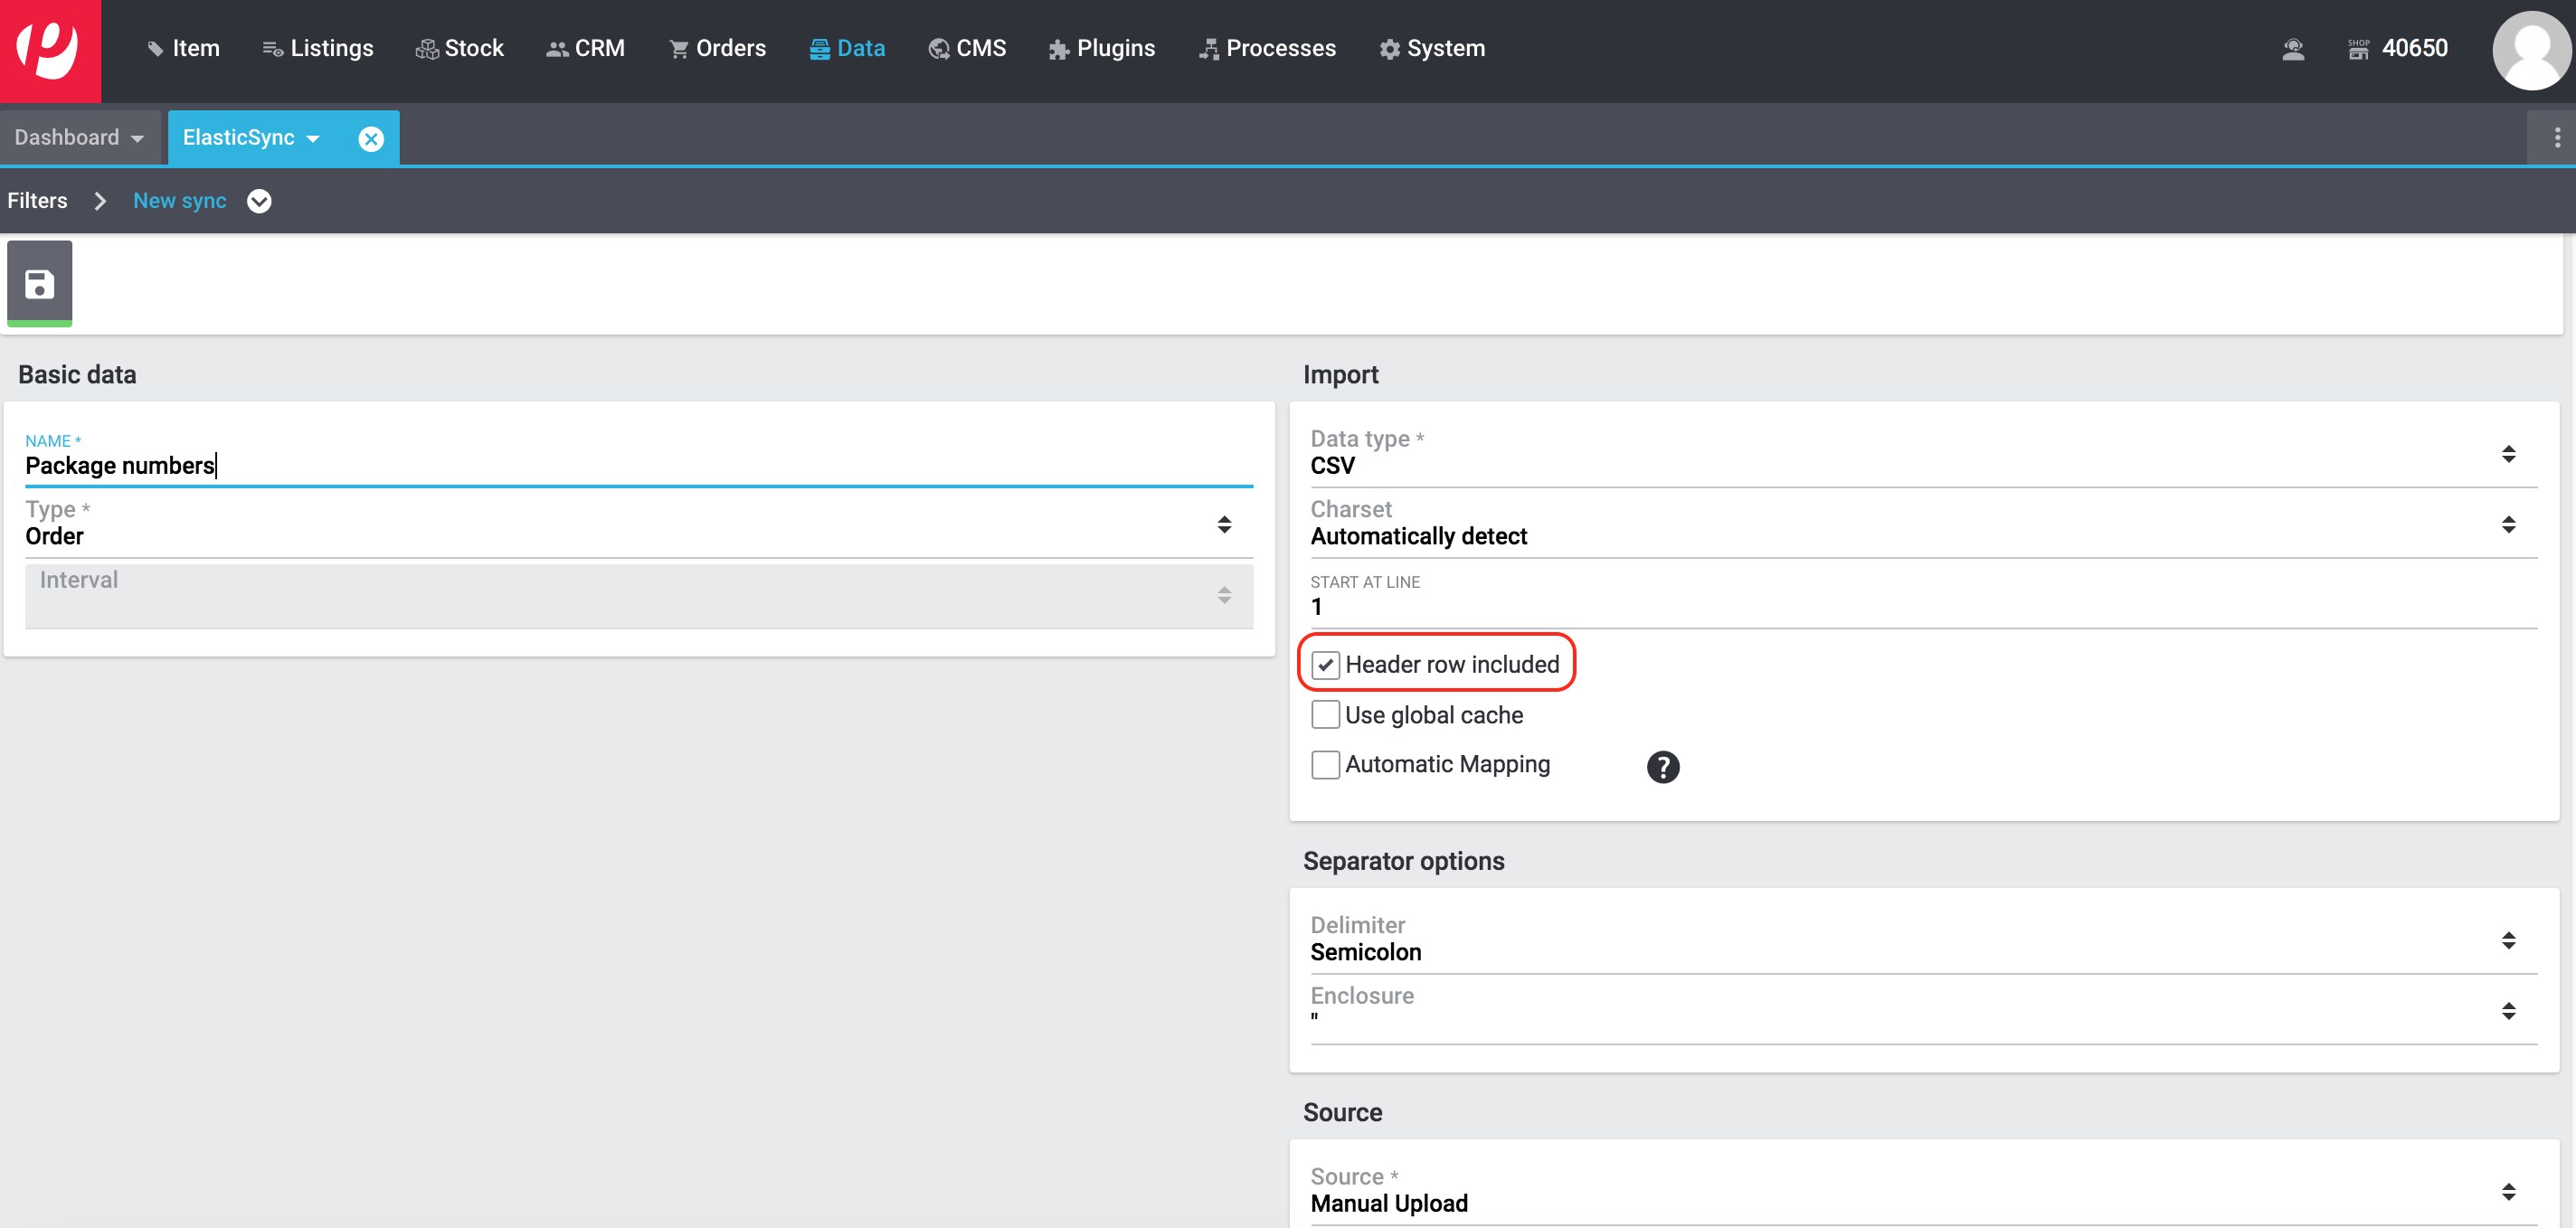 Item Listings Stock CRM Orders Data CMS Plugins Processes System SHOP 40650
Dashboard ElasticSync
Filters New sync
Basic data
NAME *
Package numbers
Type *
Order
Interval
Import
Data type *
CSV
Charset
Automatically detect
START AT LINE
1
Header row included
Use global cache
Automatic Mapping ?
Separator options
Delimiter
Semicolon
Enclosure
"
Source
Source *
Manual Upload